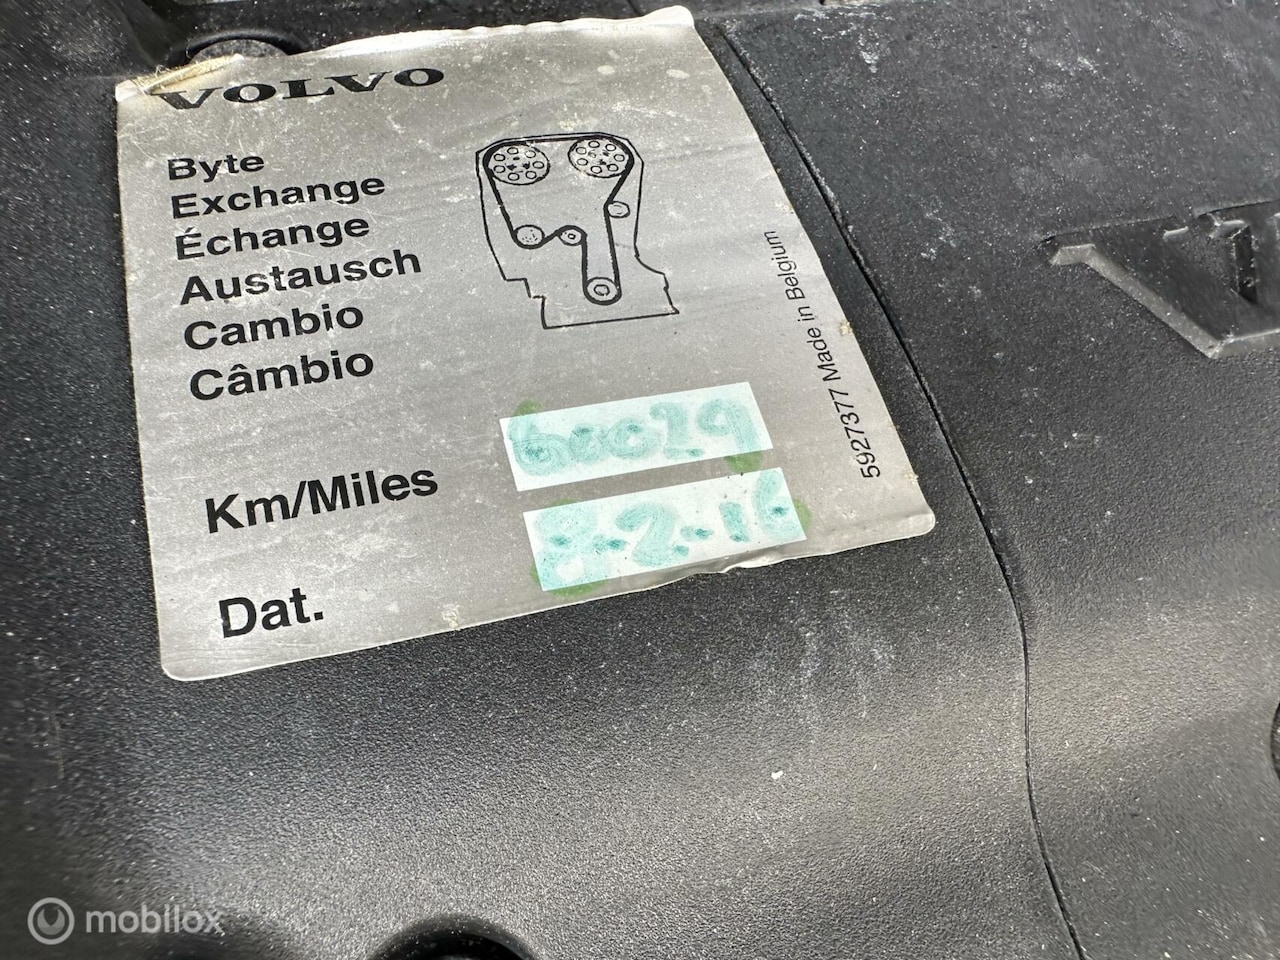 VOLVO
Byte
Exchange
Échange
Austausch
Cambio
Câmbio
Km/Miles 60029
Dat. 8-2-16
5927377 Made in Belgium
mobilox